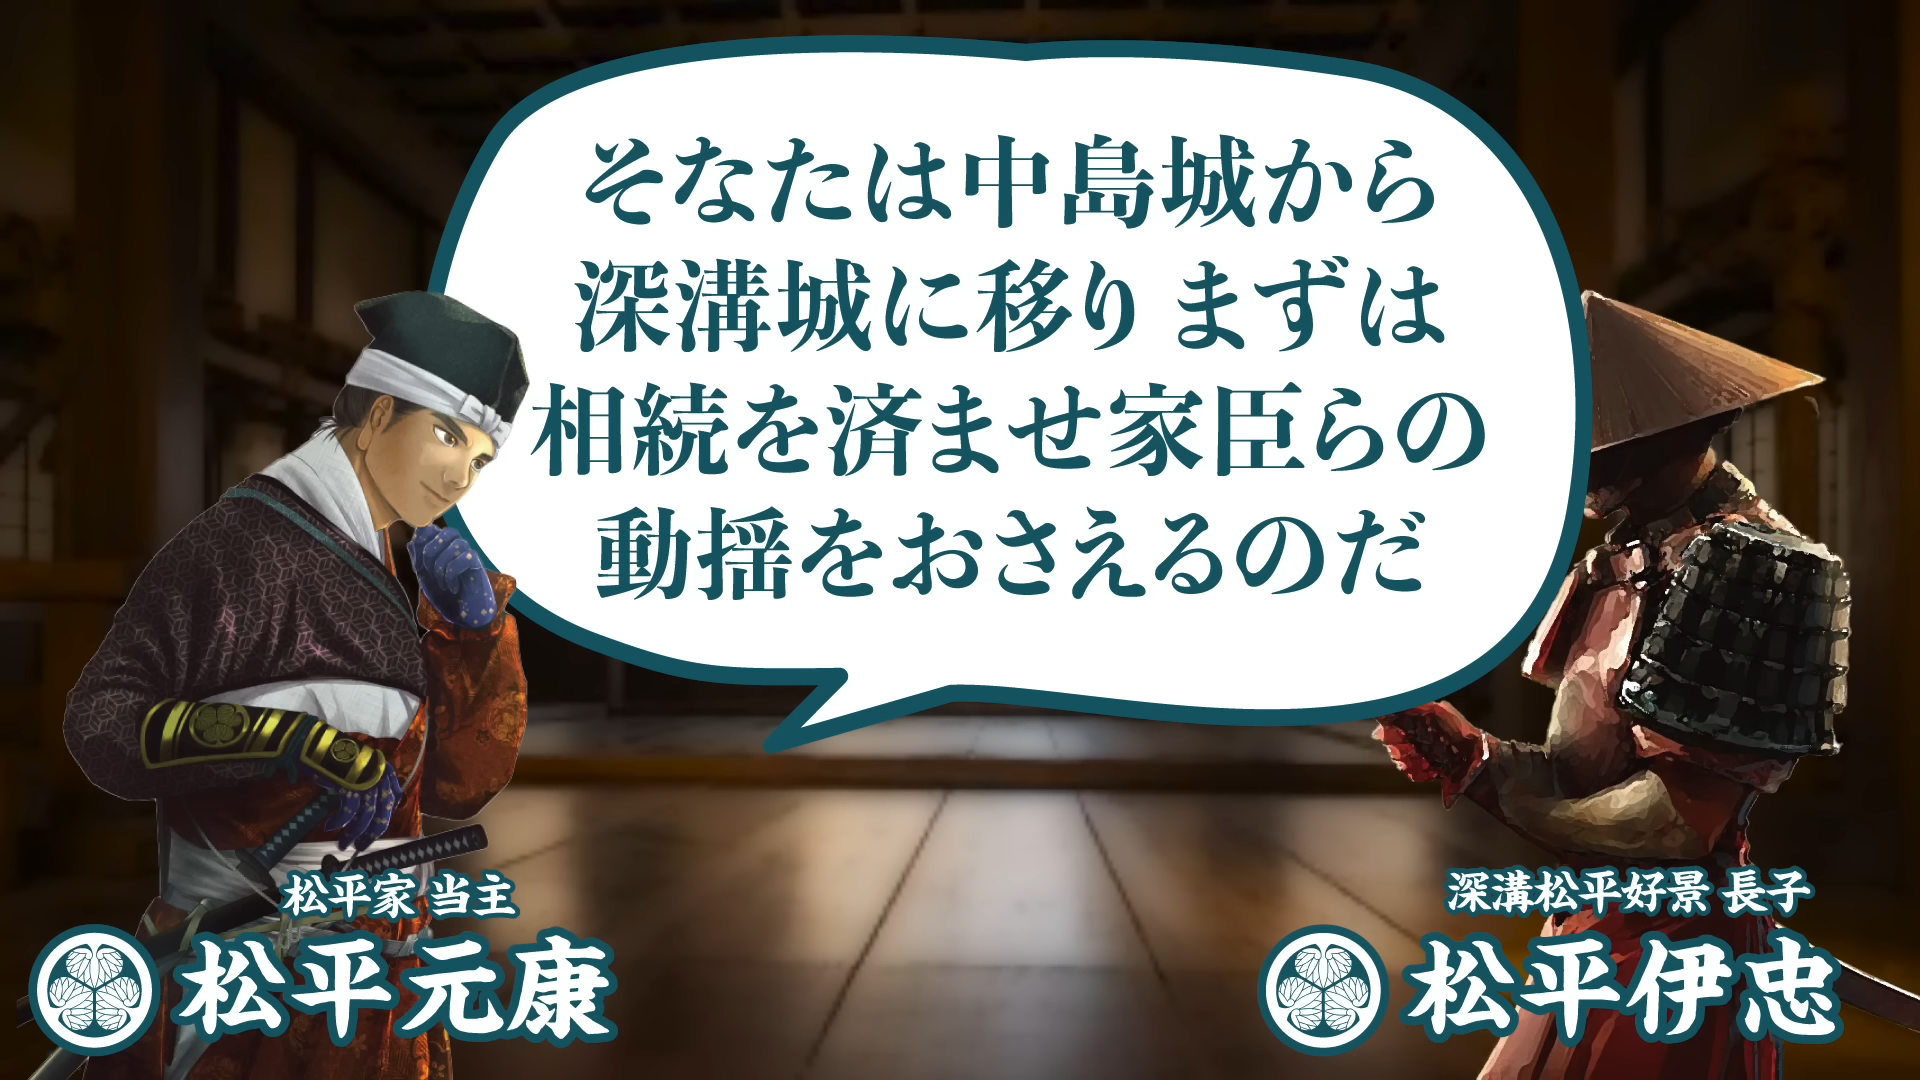 そなたは中島城から
深溝城に移り まずは
相続を済ませ家臣らの
動揺をおさえるのだ
松平家 当主
松平元康
深溝松平好景 長子
松平伊忠